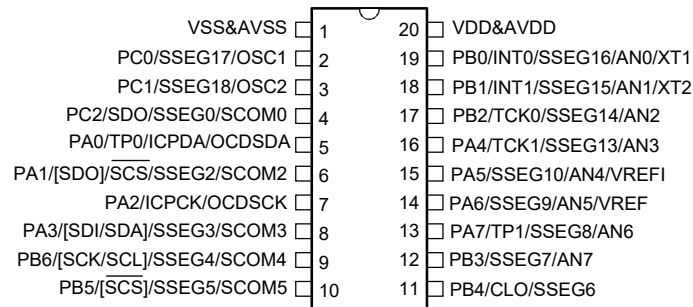 VSS&AVSS 1 20 VDD&AVDD
PC0/SSEG17/OSC1 2 19 PB0/INT0/SSEG16/AN0/XT1
PC1/SSEG18/OSC2 3 18 PB1/INT1/SSEG15/AN1/XT2
PC2/SDO/SSEG0/SCOM0 4 17 PB2/TCK0/SSEG14/AN2
PA0/TP0/ICPDA/OCDSDA 5 16 PA4/TCK1/SSEG13/AN3
PA1/[SDO]/SCS/SSEG2/SCOM2 6 15 PA5/SSEG10/AN4/VREFI
PA2/ICPCK/OCDSCK 7 14 PA6/SSEG9/AN5/VREF
PA3/[SDI/SDA]/SSEG3/SCOM3 8 13 PA7/TP1/SSEG8/AN6
PB6/[SCK/SCL]/SSEG4/SCOM4 9 12 PB3/SSEG7/AN7
PB5/[SCS]/SSEG5/SCOM5 10 11 PB4/CLO/SSEG6